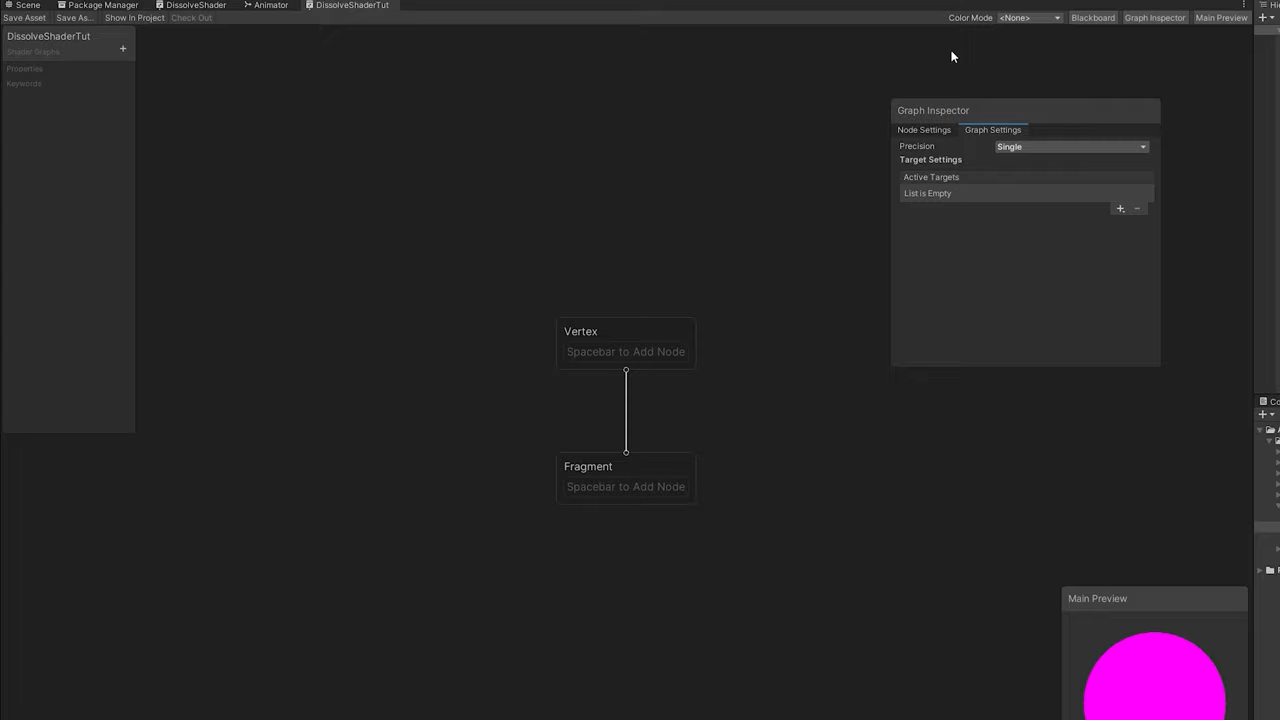 Scene Package Manager DissolveShader Animator DissolveShaderTut
Save Asset Save As... Show In Project Check Out Color Mode <None> Blackboard Graph Inspector Main Preview
DissolveShaderTut
Shader Graphs
Properties
Keywords
Graph Inspector
Node Settings Graph Settings
Precision Single
Target Settings
Active Targets
List is Empty
Vertex
Spacebar to Add Node
Fragment
Spacebar to Add Node
Main Preview